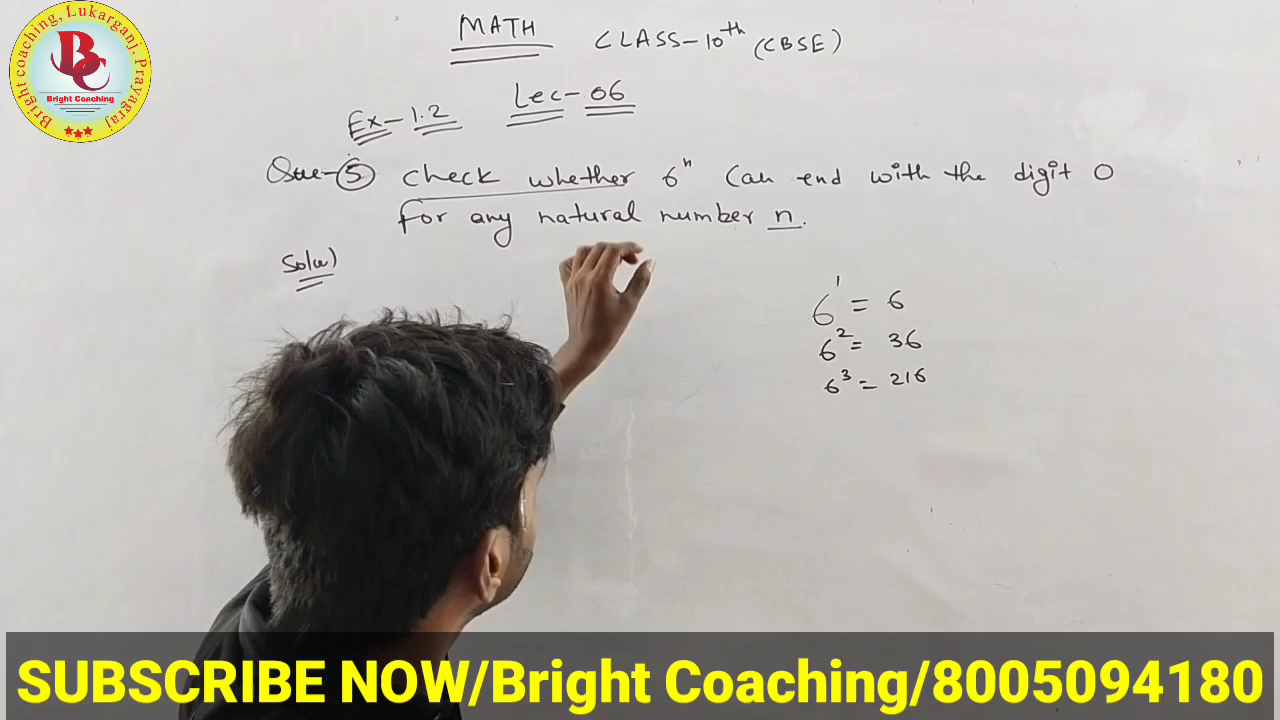 Bright coaching, Lukarganj, Prayagraj
BC
Bright Coaching
MATH CLASS-10th (CBSE)
Lec-06
Ex-1.2
Que-5 check whether 6ⁿ can end with the digit 0
for any natural number n.
Soln)
6¹ = 6
6² = 36
6³ = 216
SUBSCRIBE NOW/Bright Coaching/8005094180